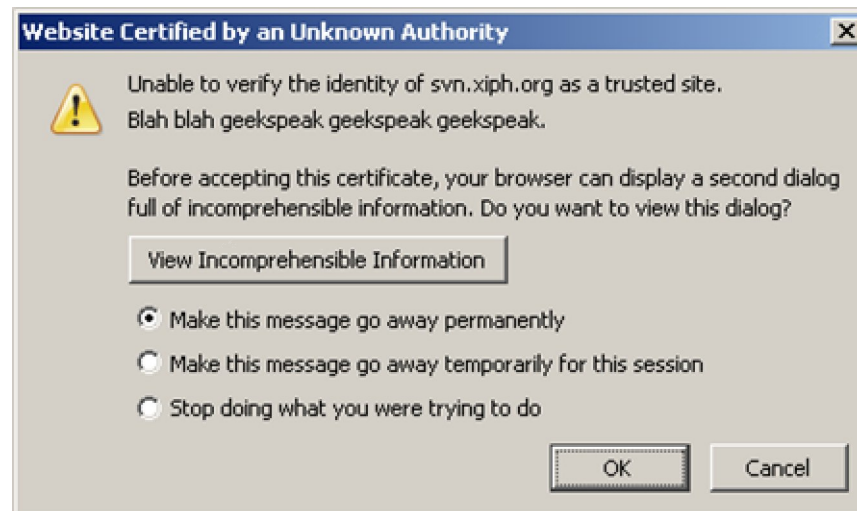 Website Certified by an Unknown Authority
Unable to verify the identity of svn.xiph.org as a trusted site.
Blah blah geekspeak geekspeak geekspeak.
Before accepting this certificate, your browser can display a second dialog
full of incomprehensible information. Do you want to view this dialog?
View Incomprehensible Information
Make this message go away permanently
Make this message go away temporarily for this session
Stop doing what you were trying to do
OK Cancel